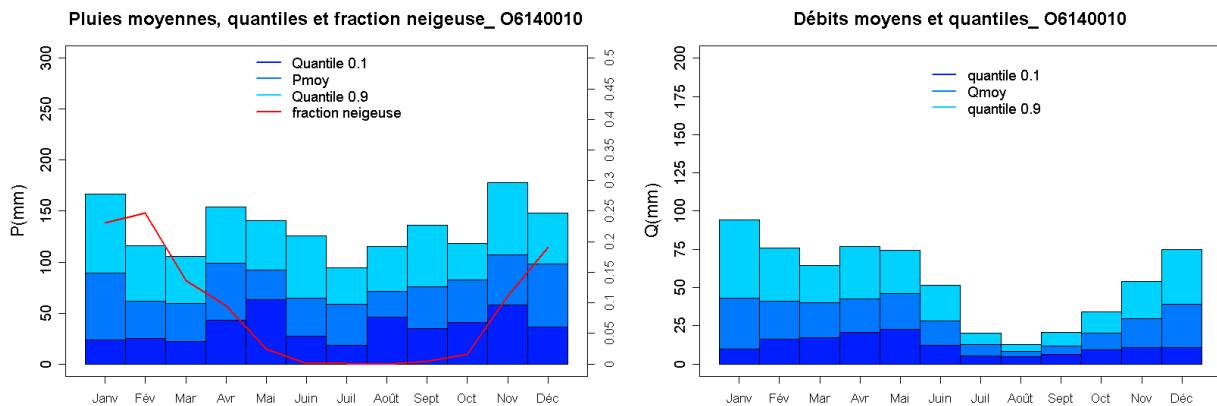 Pluies moyennes, quantiles et fraction neigeuse_ O6140010
300
250
200
150
100
50
0
P(mm)
Quantile 0.1
Pmoy
Quantile 0.9
fraction neigeuse
0.5
0.45
0.4
0.35
0.3
0.25
0.2
0.15
0.1
0.05
0
Janv Fév Mar Avr Mai Juin Juil Août Sept Oct Nov Déc
Débits moyens et quantiles_ O6140010
200
175
150
125
100
75
50
25
0
Q(mm)
quantile 0.1
Qmoy
quantile 0.9
Janv Fév Mar Avr Mai Juin Juil Août Sept Oct Nov Déc